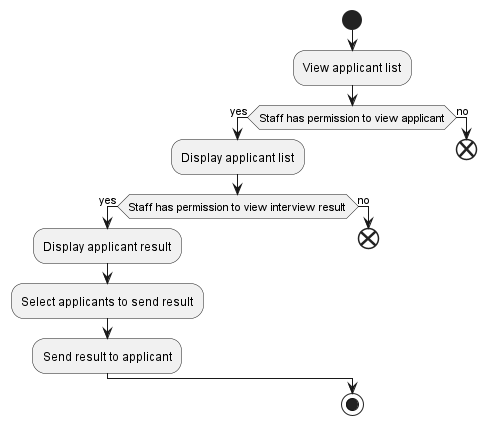 View applicant list
yes
Staff has permission to view applicant
no
Display applicant list
yes
Staff has permission to view interview result
no
Display applicant result
Select applicants to send result
Send result to applicant